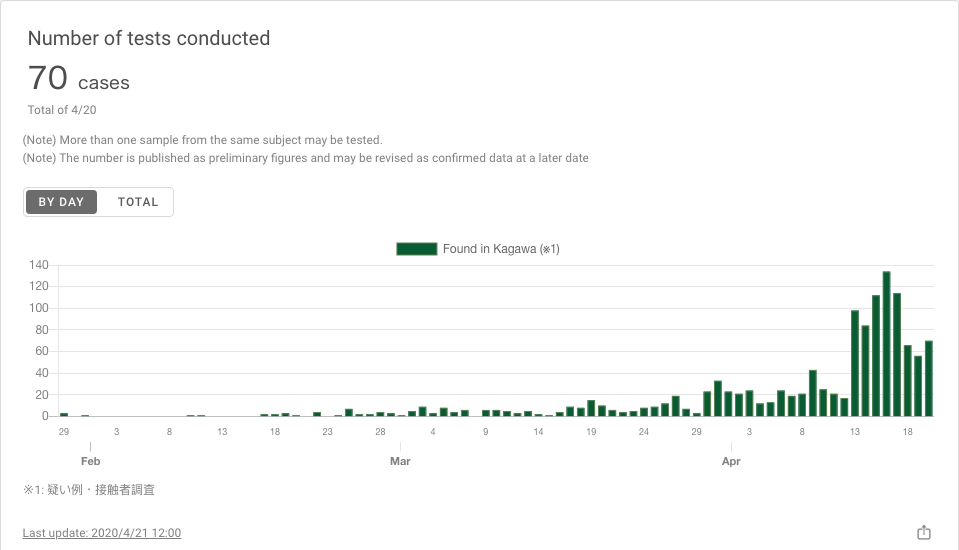 Number of tests conducted
70 cases
Total of 4/20
(Note) More than one sample from the same subject may be tested.
(Note) The number is published as preliminary figures and may be revised as confirmed data at a later date
BY DAY TOTAL
Found in Kagawa (※1)
140
120
100
80
60
40
20
0
29 3 8 13 18 23 28 4 9 14 19 24 29 3 8 13 18
Feb Mar Apr
※1: 疑い例・接触者調査
Last update: 2020/4/21 12:00